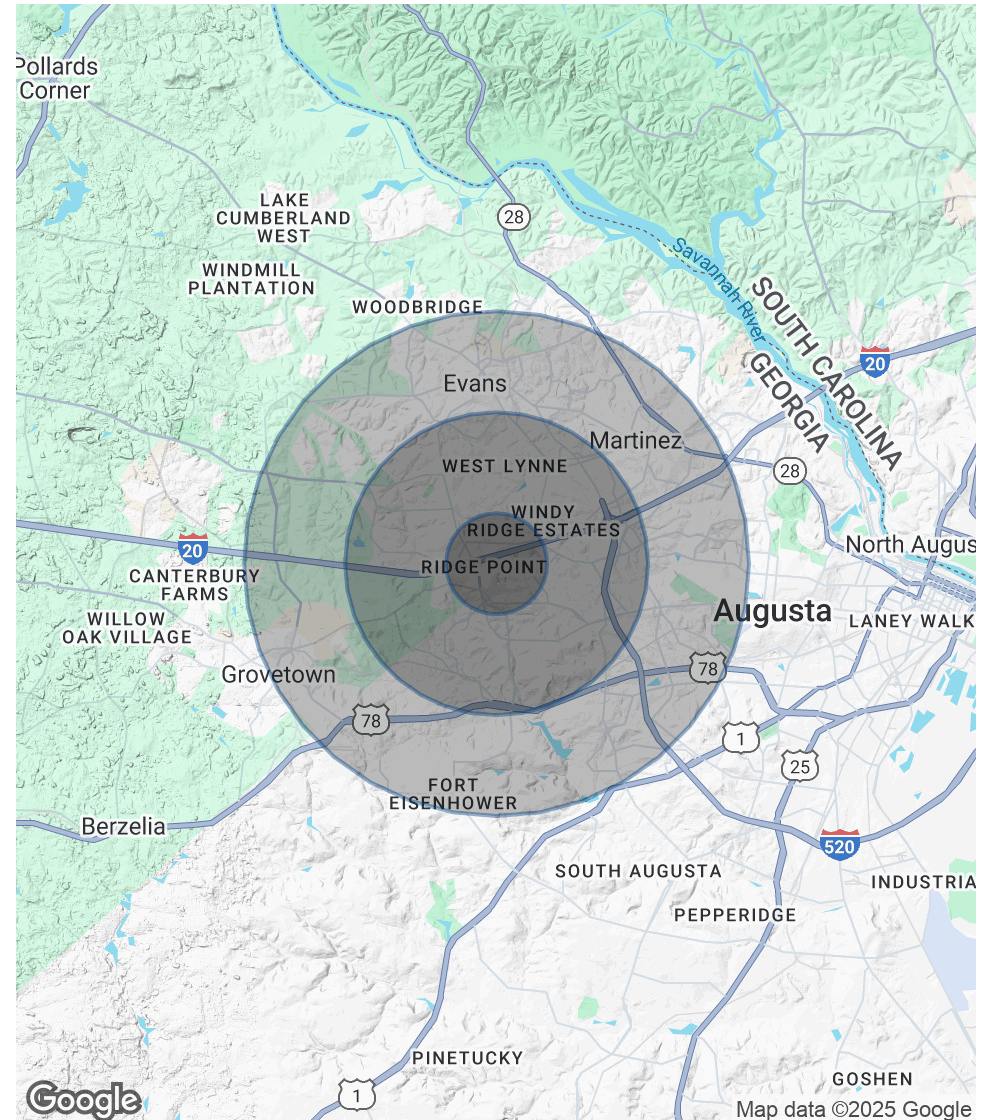 Pollards
Corner
LAKE
CUMBERLAND
WEST
28
WINDMILL
PLANTATION
Savannah River
SOUTH CAROLINA
GEORGIA
WOODBRIDGE
20
Evans
Martinez
28
WEST LYNNE
WINDY
RIDGE ESTATES
20
RIDGE POINT
North Augus
CANTERBURY
FARMS
WILLOW
OAK VILLAGE
Augusta
LANEY WALK
Grovetown
78
78
1
25
FORT
EISENHOWER
Berzelia
520
SOUTH AUGUSTA
INDUSTRIA
PEPPERIDGE
PINETUCKY
GOSHEN
1
Google
Map data ©2025 Google